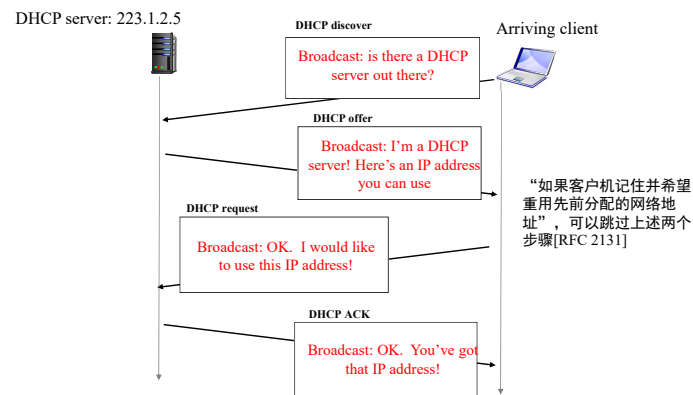 DHCP server: 223.1.2.5
DHCP discover
Arriving client
Broadcast: is there a DHCP
server out there?
DHCP offer
Broadcast: I’m a DHCP
server! Here’s an IP address
you can use
“如果客户机记住并希望
重用先前分配的网络地
址”，可以跳过上述两个
步骤[RFC 2131]
DHCP request
Broadcast: OK.  I would like
to use this IP address!
DHCP ACK
Broadcast: OK.  You’ve got
that IP address!